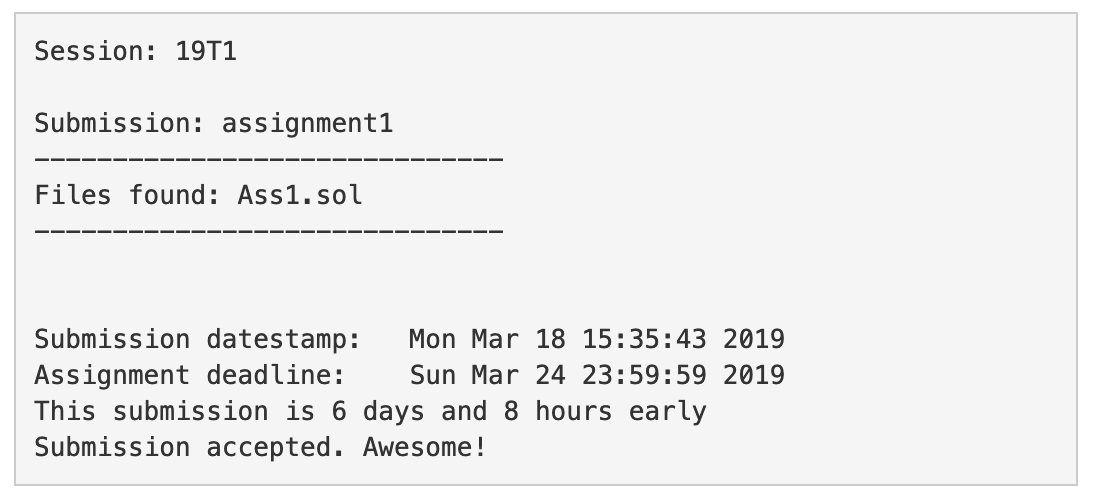 Session: 19T1
Submission: assignment1
------------------------------
Files found: Ass1.sol
------------------------------
Submission datestamp:   Mon Mar 18 15:35:43 2019
Assignment deadline:    Sun Mar 24 23:59:59 2019
This submission is 6 days and 8 hours early
Submission accepted. Awesome!